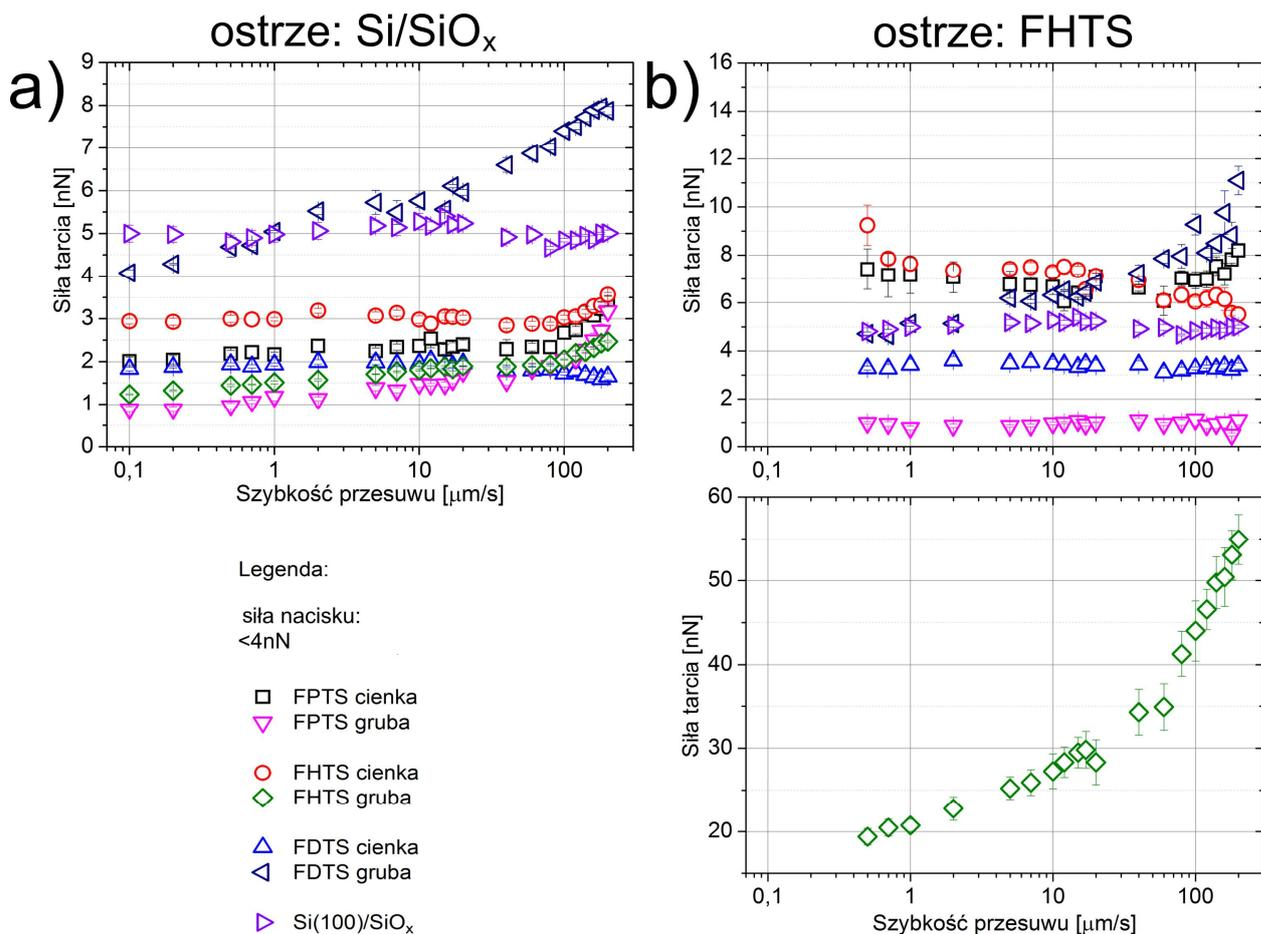 ostrze: Si/SiOₓ
ostrze: FHTS
a)
b)
9
8
7
6
5
4
3
2
1
0
Siła tarcia [nN]
0,1
1
10
100
Szybkość przesuwu [μm/s]
16
14
12
10
8
6
4
2
0
Siła tarcia [nN]
0,1
1
10
100
60
50
40
30
20
Siła tarcia [nN]
0,1
1
10
100
Szybkość przesuwu [μm/s]
Legenda:
siła nacisku:
<4nN
FPTS cienka
FPTS gruba
FHTS cienka
FHTS gruba
FDTS cienka
FDTS gruba
Si(100)/SiOₓ